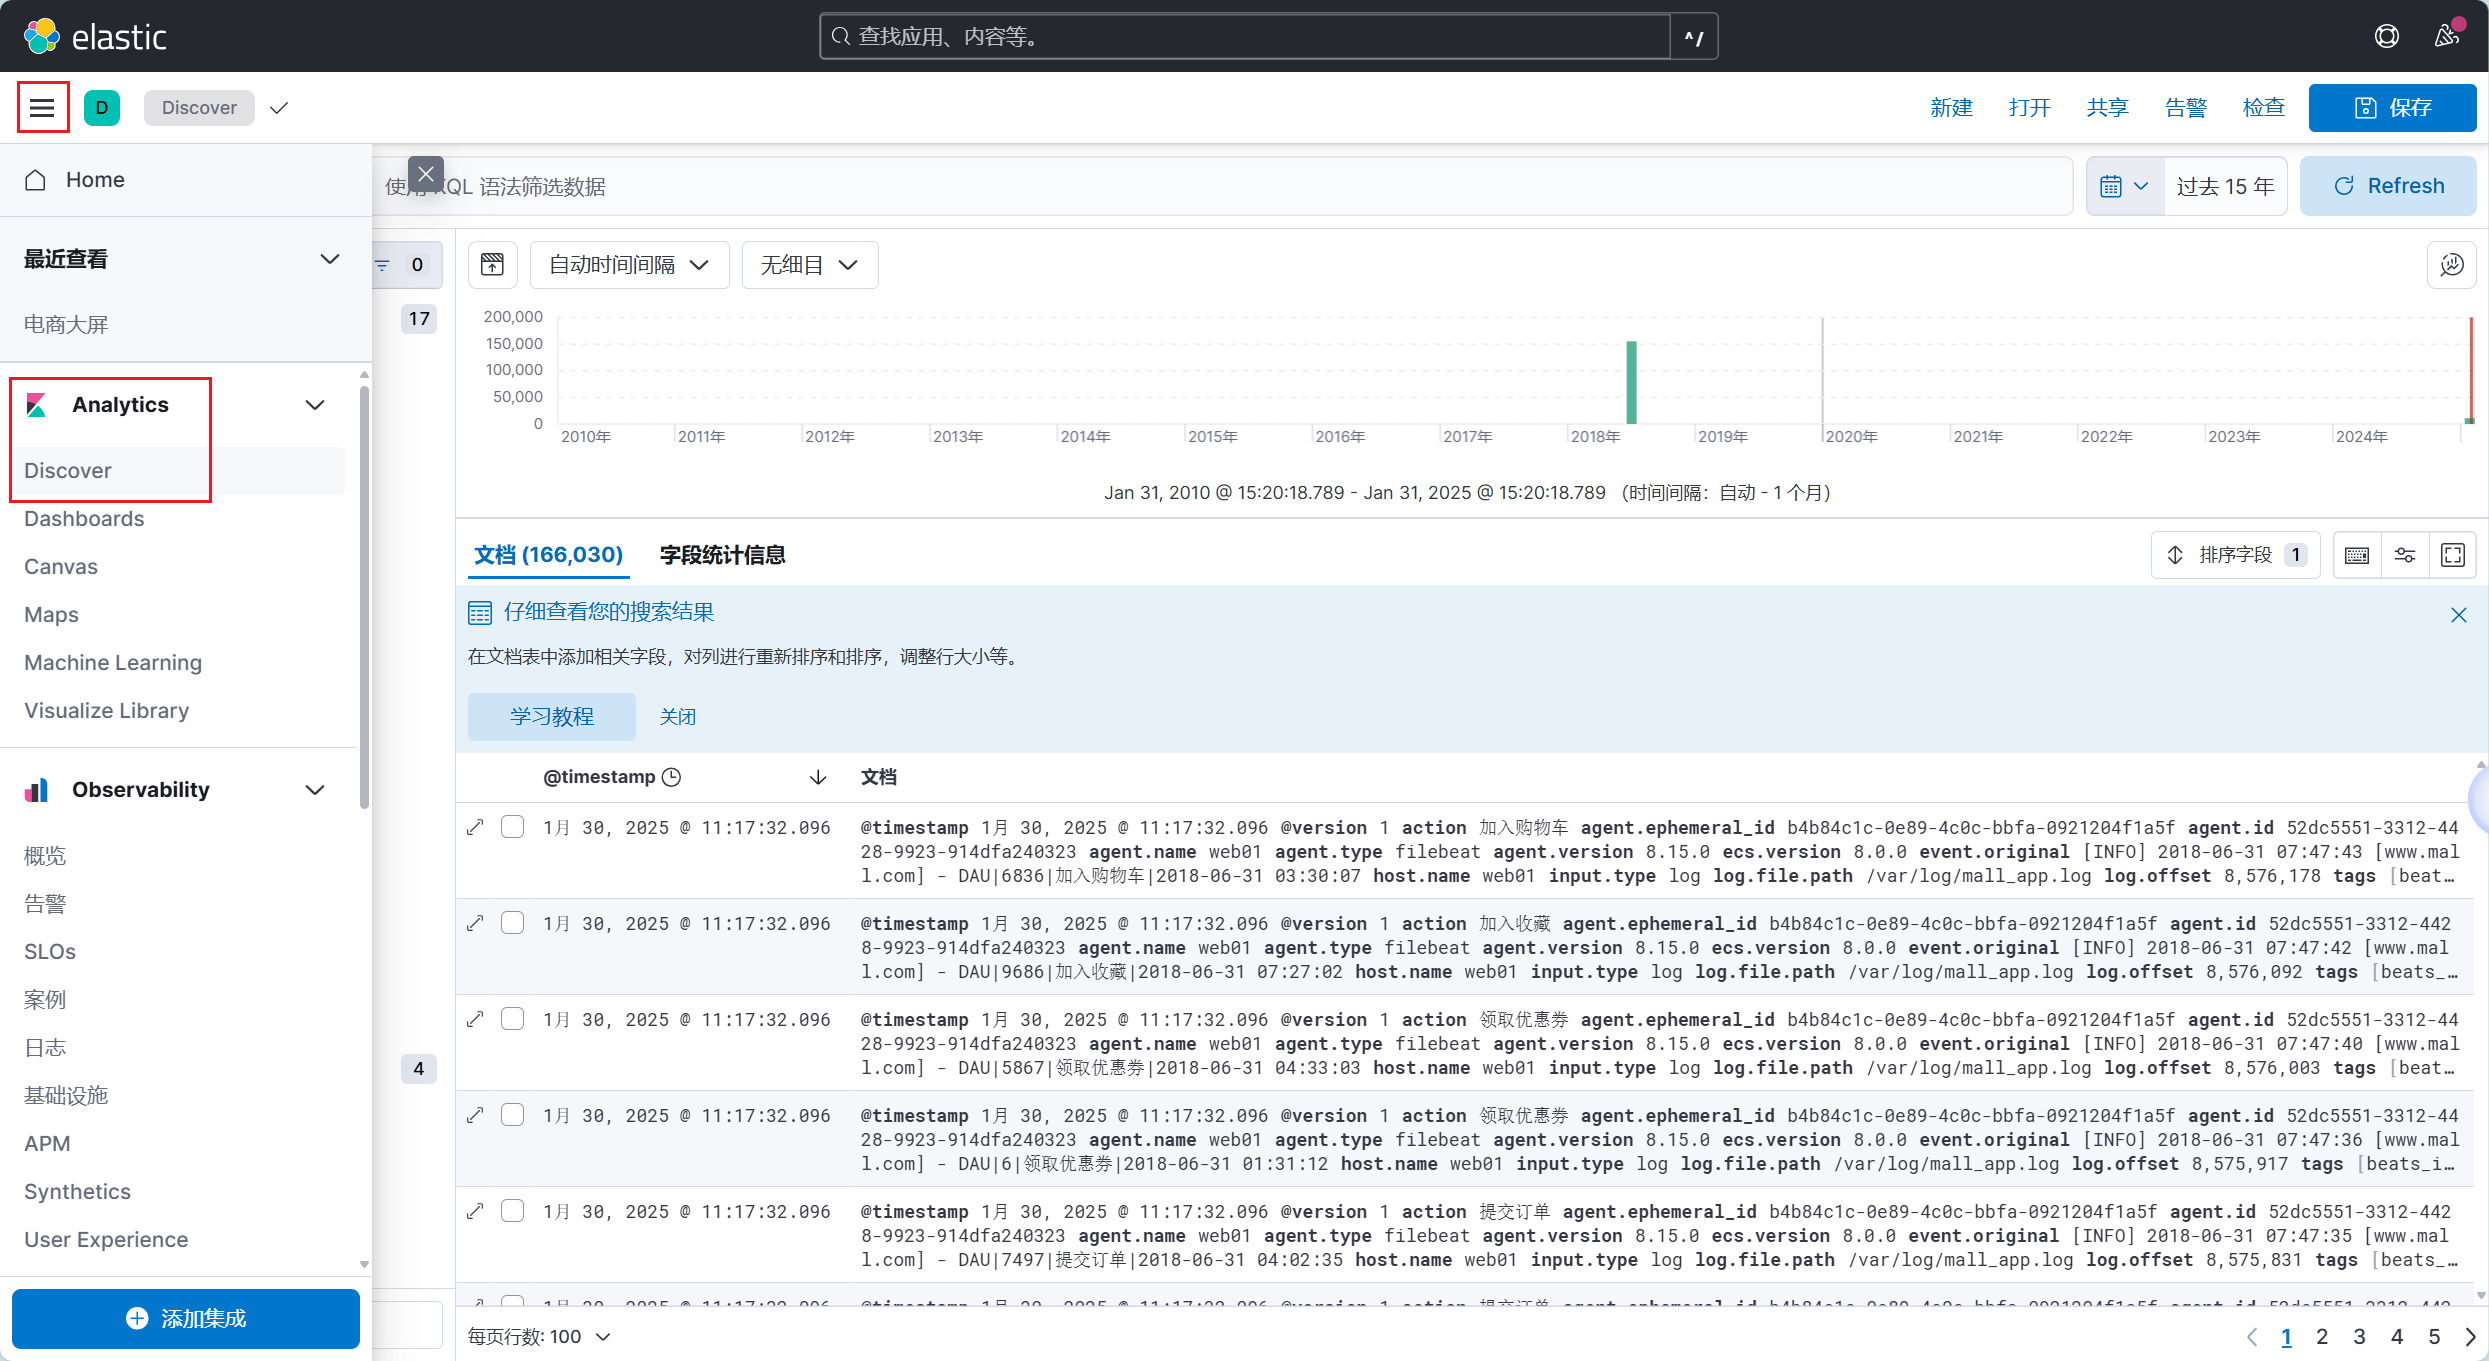 elastic
查找应用、内容等。
^/
D
Discover
新建
打开
共享
告警
检查
保存
Home
最近查看
电商大屏
Analytics
Discover
Dashboards
Canvas
Maps
Machine Learning
Visualize Library
Observability
概览
告警
SLOs
案例
日志
基础设施
APM
Synthetics
User Experience
添加集成
QL 语法筛选数据
过去 15 年
Refresh
0
17
4
自动时间间隔
无细目
200,000
150,000
100,000
50,000
0
2010年 2011年 2012年 2013年 2014年 2015年 2016年 2017年 2018年 2019年 2020年 2021年 2022年 2023年 2024年
Jan 31, 2010 @ 15:20:18.789 - Jan 31, 2025 @ 15:20:18.789 （时间间隔：自动 - 1 个月）
文档 (166,030)
字段统计信息
排序字段 1
仔细查看您的搜索结果
在文档表中添加相关字段，对列进行重新排序和排序，调整行大小等。
学习教程
关闭
@timestamp
文档
1月 30, 2025 @ 11:17:32.096
@timestamp 1月 30, 2025 @ 11:17:32.096 @version 1 action 加入购物车 agent.ephemeral_id b4b84c1c-0e89-4c0c-bbfa-0921204f1a5f agent.id 52dc5551-3312-44
28-9923-914dfa240323 agent.name web01 agent.type filebeat agent.version 8.15.0 ecs.version 8.0.0 event.original [INFO] 2018-06-31 07:47:43 [www.mal
l.com] - DAU|6836|加入购物车|2018-06-31 03:30:07 host.name web01 input.type log log.file.path /var/log/mall_app.log log.offset 8,576,178 tags [beat…
1月 30, 2025 @ 11:17:32.096
@timestamp 1月 30, 2025 @ 11:17:32.096 @version 1 action 加入收藏 agent.ephemeral_id b4b84c1c-0e89-4c0c-bbfa-0921204f1a5f agent.id 52dc5551-3312-442
8-9923-914dfa240323 agent.name web01 agent.type filebeat agent.version 8.15.0 ecs.version 8.0.0 event.original [INFO] 2018-06-31 07:47:42 [www.mal
l.com] - DAU|9686|加入收藏|2018-06-31 07:27:02 host.name web01 input.type log log.file.path /var/log/mall_app.log log.offset 8,576,092 tags [beats_…
1月 30, 2025 @ 11:17:32.096
@timestamp 1月 30, 2025 @ 11:17:32.096 @version 1 action 领取优惠券 agent.ephemeral_id b4b84c1c-0e89-4c0c-bbfa-0921204f1a5f agent.id 52dc5551-3312-44
28-9923-914dfa240323 agent.name web01 agent.type filebeat agent.version 8.15.0 ecs.version 8.0.0 event.original [INFO] 2018-06-31 07:47:40 [www.mal
l.com] - DAU|5867|领取优惠券|2018-06-31 04:33:03 host.name web01 input.type log log.file.path /var/log/mall_app.log log.offset 8,576,003 tags [beat…
1月 30, 2025 @ 11:17:32.096
@timestamp 1月 30, 2025 @ 11:17:32.096 @version 1 action 领取优惠券 agent.ephemeral_id b4b84c1c-0e89-4c0c-bbfa-0921204f1a5f agent.id 52dc5551-3312-44
28-9923-914dfa240323 agent.name web01 agent.type filebeat agent.version 8.15.0 ecs.version 8.0.0 event.original [INFO] 2018-06-31 07:47:36 [www.mal
l.com] - DAU|6|领取优惠券|2018-06-31 01:31:12 host.name web01 input.type log log.file.path /var/log/mall_app.log log.offset 8,575,917 tags [beats_i…
1月 30, 2025 @ 11:17:32.096
@timestamp 1月 30, 2025 @ 11:17:32.096 @version 1 action 提交订单 agent.ephemeral_id b4b84c1c-0e89-4c0c-bbfa-0921204f1a5f agent.id 52dc5551-3312-442
8-9923-914dfa240323 agent.name web01 agent.type filebeat agent.version 8.15.0 ecs.version 8.0.0 event.original [INFO] 2018-06-31 07:47:35 [www.mal
l.com] - DAU|7497|提交订单|2018-06-31 04:02:35 host.name web01 input.type log log.file.path /var/log/mall_app.log log.offset 8,575,831 tags [beats_…
每页行数: 100
1 2 3 4 5